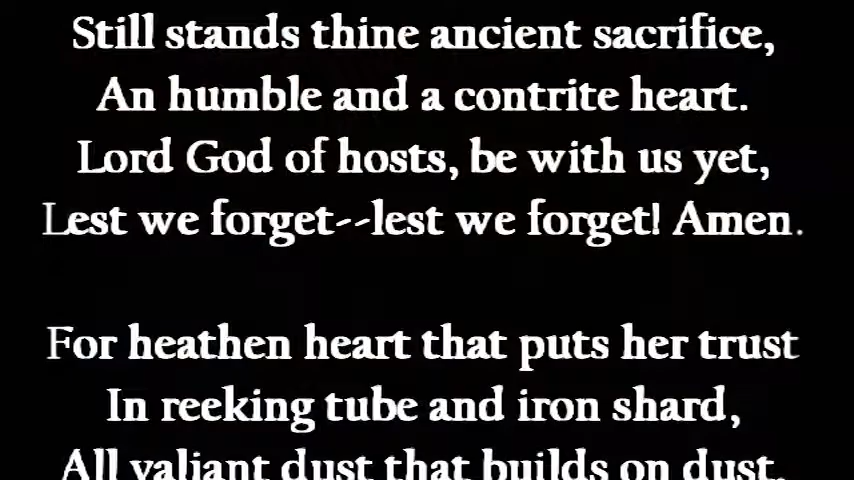 Still stands thine ancient sacrifice,
An humble and a contrite heart.
Lord God of hosts, be with us yet,
Lest we forget--lest we forget! Amen.
For heathen heart that puts her trust
In reeking tube and iron shard,
All valiant dust that builds on dust,